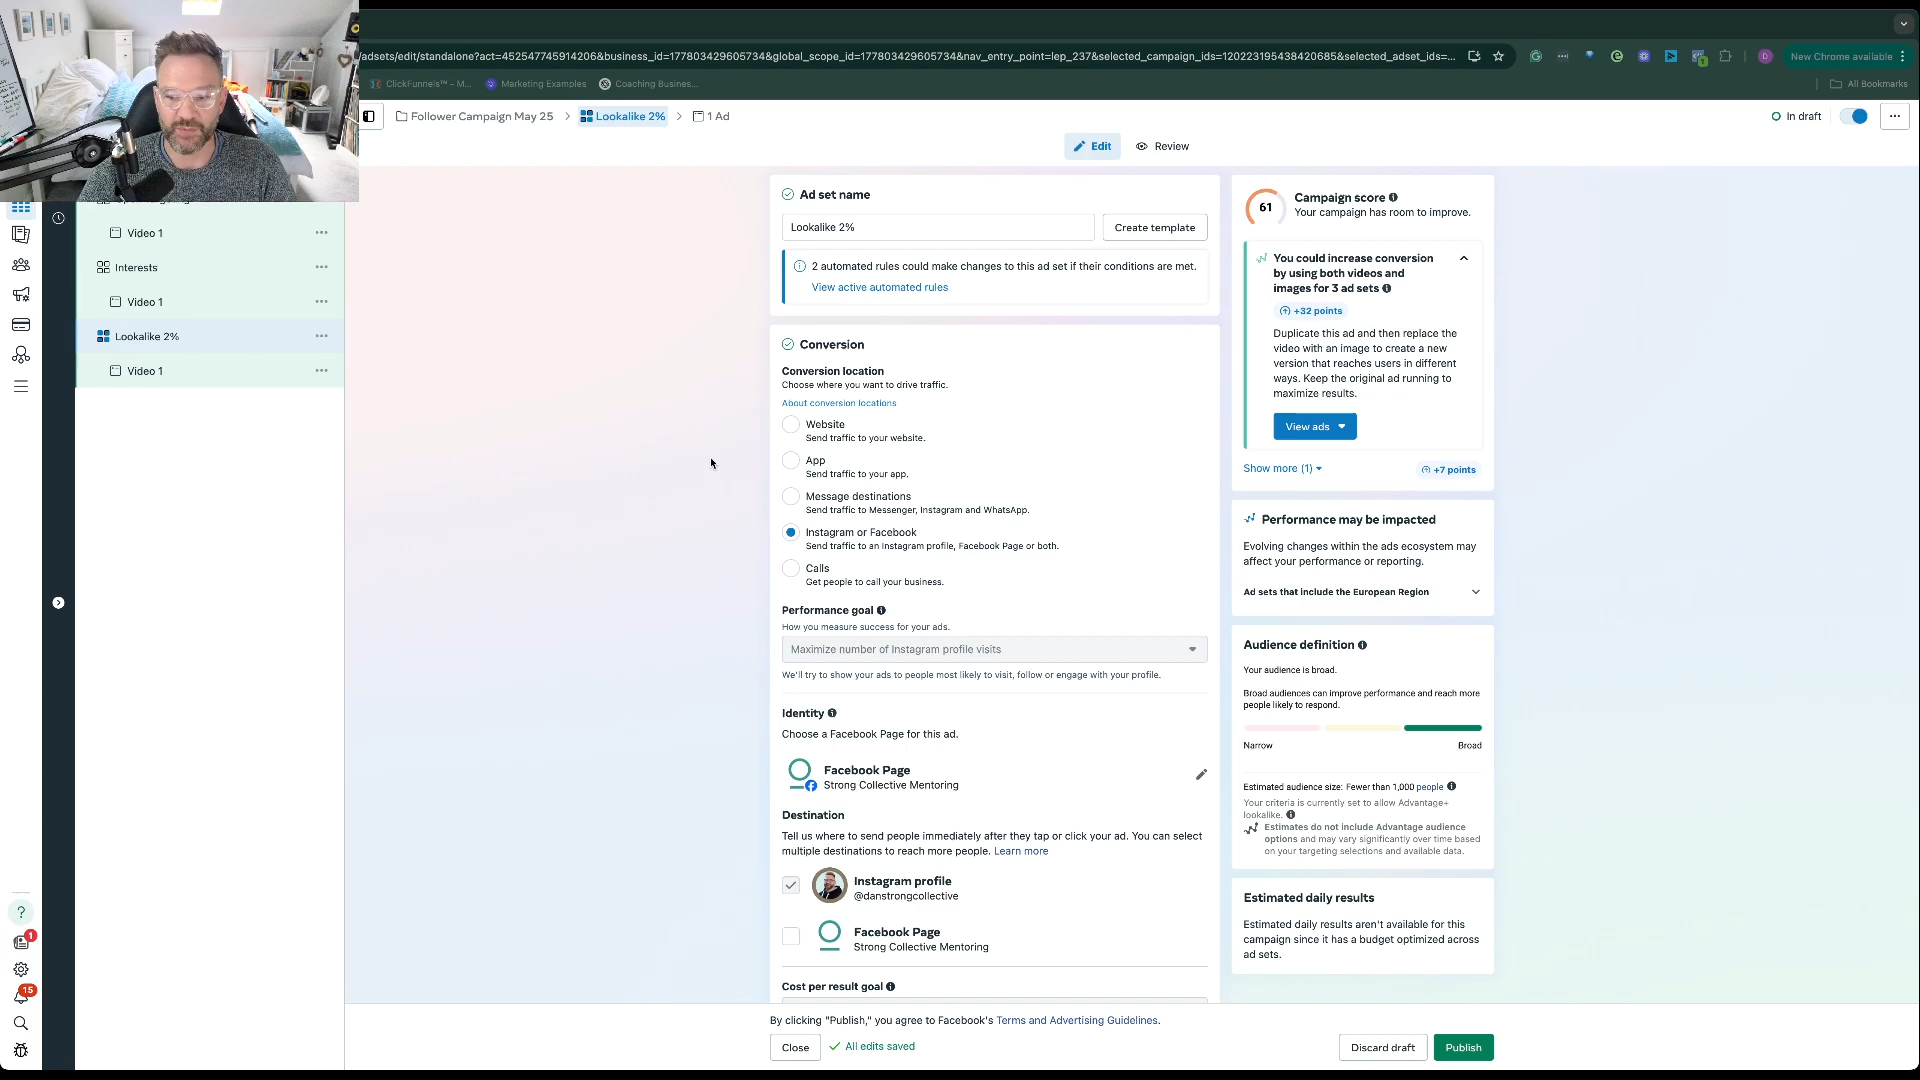 /adsets/edit/standalone?act=452547745914206&business_id=177803429605734&global_scope_id=177803429605734&nav_entry_point=lep_237&selected_campaign_ids=120223195438420685&selected_adset_ids=...
New Chrome available
ClickFunnels™ – M...
Marketing Examples
Coaching Busines...
All Bookmarks
Follower Campaign May 25
Lookalike 2%
1 Ad
In draft
Edit
Review
Video 1
Interests
Video 1
Lookalike 2%
Video 1
1
15
Ad set name
Lookalike 2%
Create template
2 automated rules could make changes to this ad set if their conditions are met.
View active automated rules
Conversion
Conversion location
Choose where you want to drive traffic.
About conversion locations
Website
Send traffic to your website.
App
Send traffic to your app.
Message destinations
Send traffic to Messenger, Instagram and WhatsApp.
Instagram or Facebook
Send traffic to an Instagram profile, Facebook Page or both.
Calls
Get people to call your business.
Performance goal
How you measure success for your ads.
Maximize number of Instagram profile visits
We'll try to show your ads to people most likely to visit, follow or engage with your profile.
Identity
Choose a Facebook Page for this ad.
Facebook Page
Strong Collective Mentoring
Destination
Tell us where to send people immediately after they tap or click your ad. You can select
multiple destinations to reach more people. Learn more
Instagram profile
@danstrongcollective
Facebook Page
Strong Collective Mentoring
Cost per result goal
61
Campaign score
Your campaign has room to improve.
You could increase conversion
by using both videos and
images for 3 ad sets
+32 points
Duplicate this ad and then replace the
video with an image to create a new
version that reaches users in different
ways. Keep the original ad running to
maximize results.
View ads
Show more (1)
+7 points
Performance may be impacted
Evolving changes within the ads ecosystem may
affect your performance or reporting.
Ad sets that include the European Region
Audience definition
Your audience is broad.
Broad audiences can improve performance and reach more
people likely to respond.
Narrow
Broad
Estimated audience size: Fewer than 1,000 people
Your criteria is currently set to allow Advantage+
lookalike.
Estimates do not include Advantage audience
options and may vary significantly over time based
on your targeting selections and available data.
Estimated daily results
Estimated daily results aren't available for this
campaign since it has a budget optimized across
ad sets.
By clicking "Publish," you agree to Facebook's Terms and Advertising Guidelines.
Close
All edits saved
Discard draft
Publish